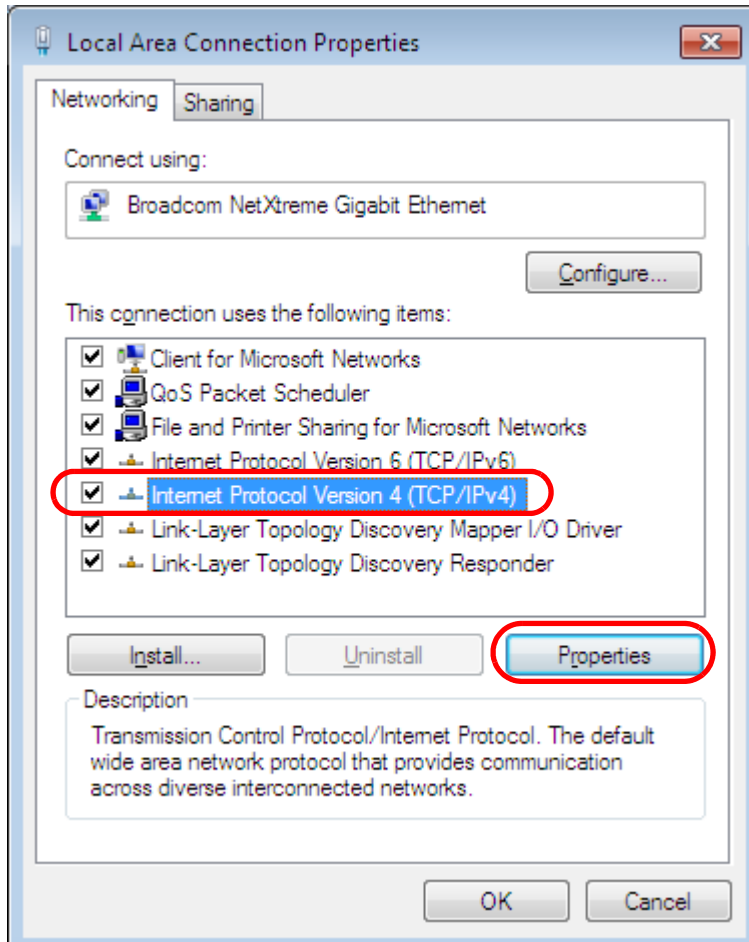 Local Area Connection Properties
Networking
Sharing
Connect using:
Broadcom NetXtreme Gigabit Ethernet
Configure...
This connection uses the following items:
Client for Microsoft Networks
QoS Packet Scheduler
File and Printer Sharing for Microsoft Networks
Internet Protocol Version 6 (TCP/IPv6)
Internet Protocol Version 4 (TCP/IPv4)
Link-Layer Topology Discovery Mapper I/O Driver
Link-Layer Topology Discovery Responder
Install...
Uninstall
Properties
Description
Transmission Control Protocol/Internet Protocol. The default
wide area network protocol that provides communication
across diverse interconnected networks.
OK
Cancel